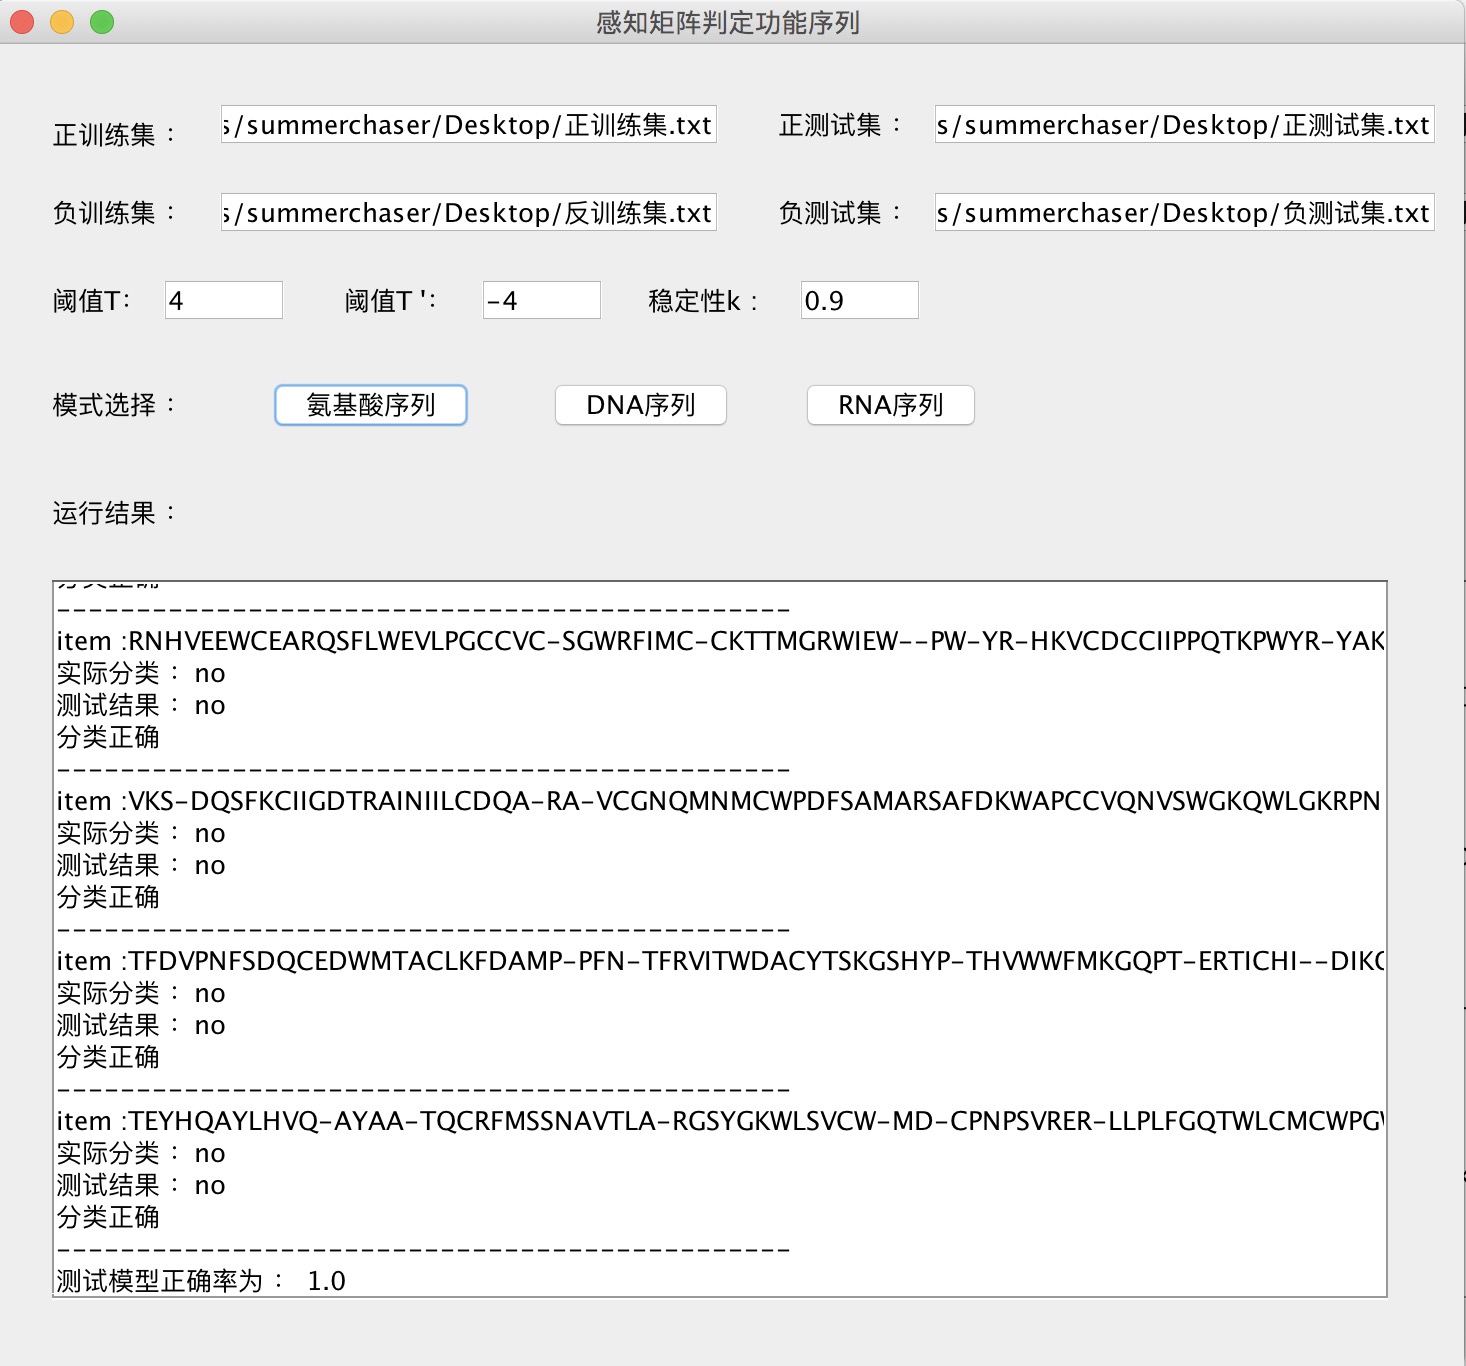 感知矩阵判定功能序列
正训练集： s/summerchaser/Desktop/正训练集.txt 正测试集： s/summerchaser/Desktop/正测试集.txt
负训练集： s/summerchaser/Desktop/反训练集.txt 负测试集： s/summerchaser/Desktop/负测试集.txt
阈值T: 4 阈值T ': -4 稳定性k : 0.9
模式选择： 氨基酸序列 DNA序列 RNA序列
运行结果：
分类正确
----------------------------------------------
item :RNHVEEWCEARQSFLWEVLPGCCVC-SGWRFIMC-CKTTMGRWIEW--PW-YR-HKVCDCCIIPPQTKPWYR-YAK
实际分类： no
测试结果： no
分类正确
----------------------------------------------
item :VKS-DQSFKCIIGDTRAINIILCDQA-RA-VCGNQMNMCWPDFSAMARSAFDKWAPCCVQNVSWGKQWLGKRPN
实际分类： no
测试结果： no
分类正确
----------------------------------------------
item :TFDVPNFSDQCEDWMTACLKFDAMP-PFN-TFRVITWDACYTSKGSHYP-THVWWFMKGQPT-ERTICHI--DIK
实际分类： no
测试结果： no
分类正确
----------------------------------------------
item :TEYHQAYLHVQ-AYAA-TQCRFMSSNAVTLA-RGSYGKWLSVCW-MD-CPNPSVRER-LLPLFGQTWLCMCWPG
实际分类： no
测试结果： no
分类正确
----------------------------------------------
测试模型正确率为： 1.0